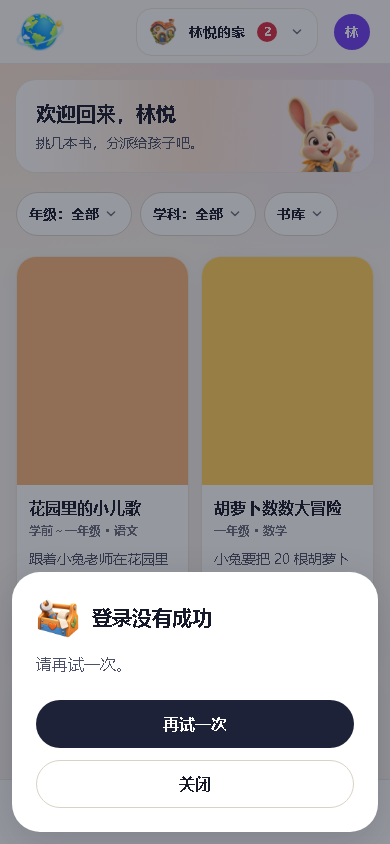 林悦的家 2 林
欢迎回来，林悦
挑几本书，分派给孩子吧。
年级：全部 学科：全部 书库
花园里的小儿歌
学前～一年级・语文
跟着小兔老师在花园里
胡萝卜数数大冒险
一年级・数学
小兔要把 20 根胡萝卜
登录没有成功
请再试一次。
再试一次
关闭